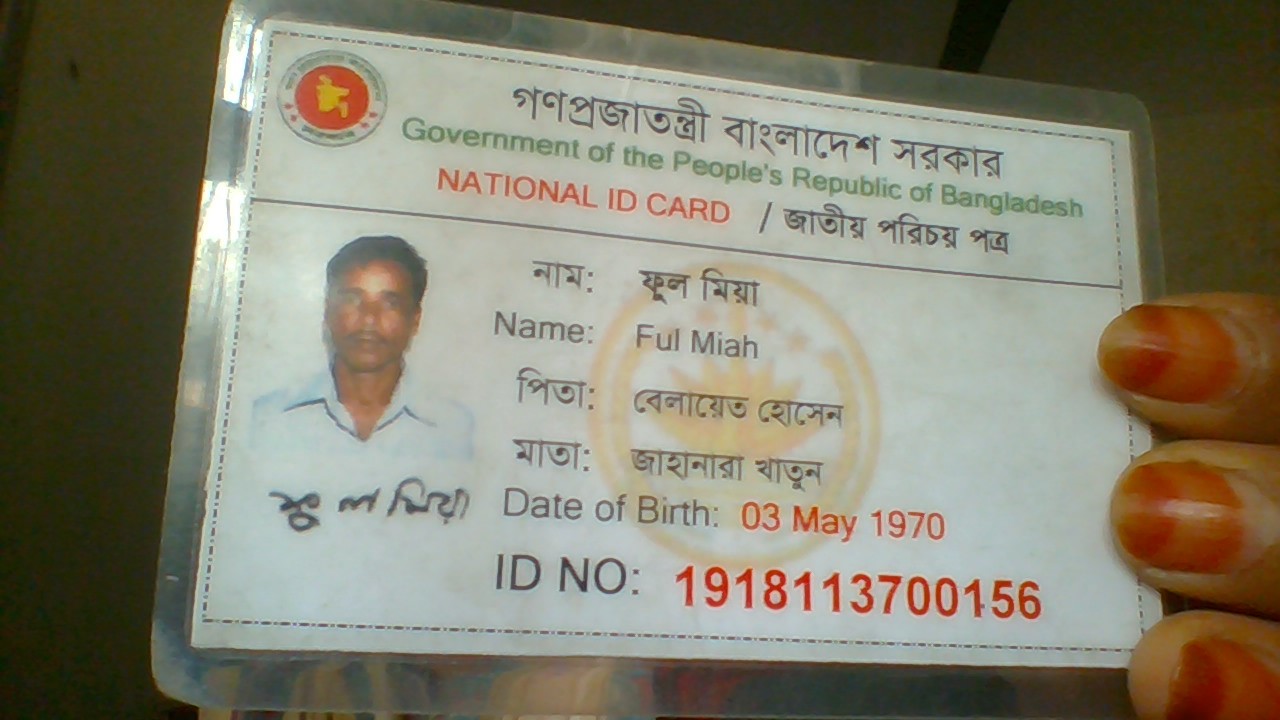 গণপ্রজাতন্ত্রী বাংলাদেশ সরকার
Government of the People's Republic of Bangladesh
NATIONAL ID CARD / জাতীয় পরিচয় পত্র
নাম: ফুল মিয়া
Name: Ful Miah
পিতা: বেলায়েত হোসেন
মাতা: জাহানারা খাতুন
Date of Birth: 03 May 1970
ID NO: 1918113700156
ফুল মিয়া